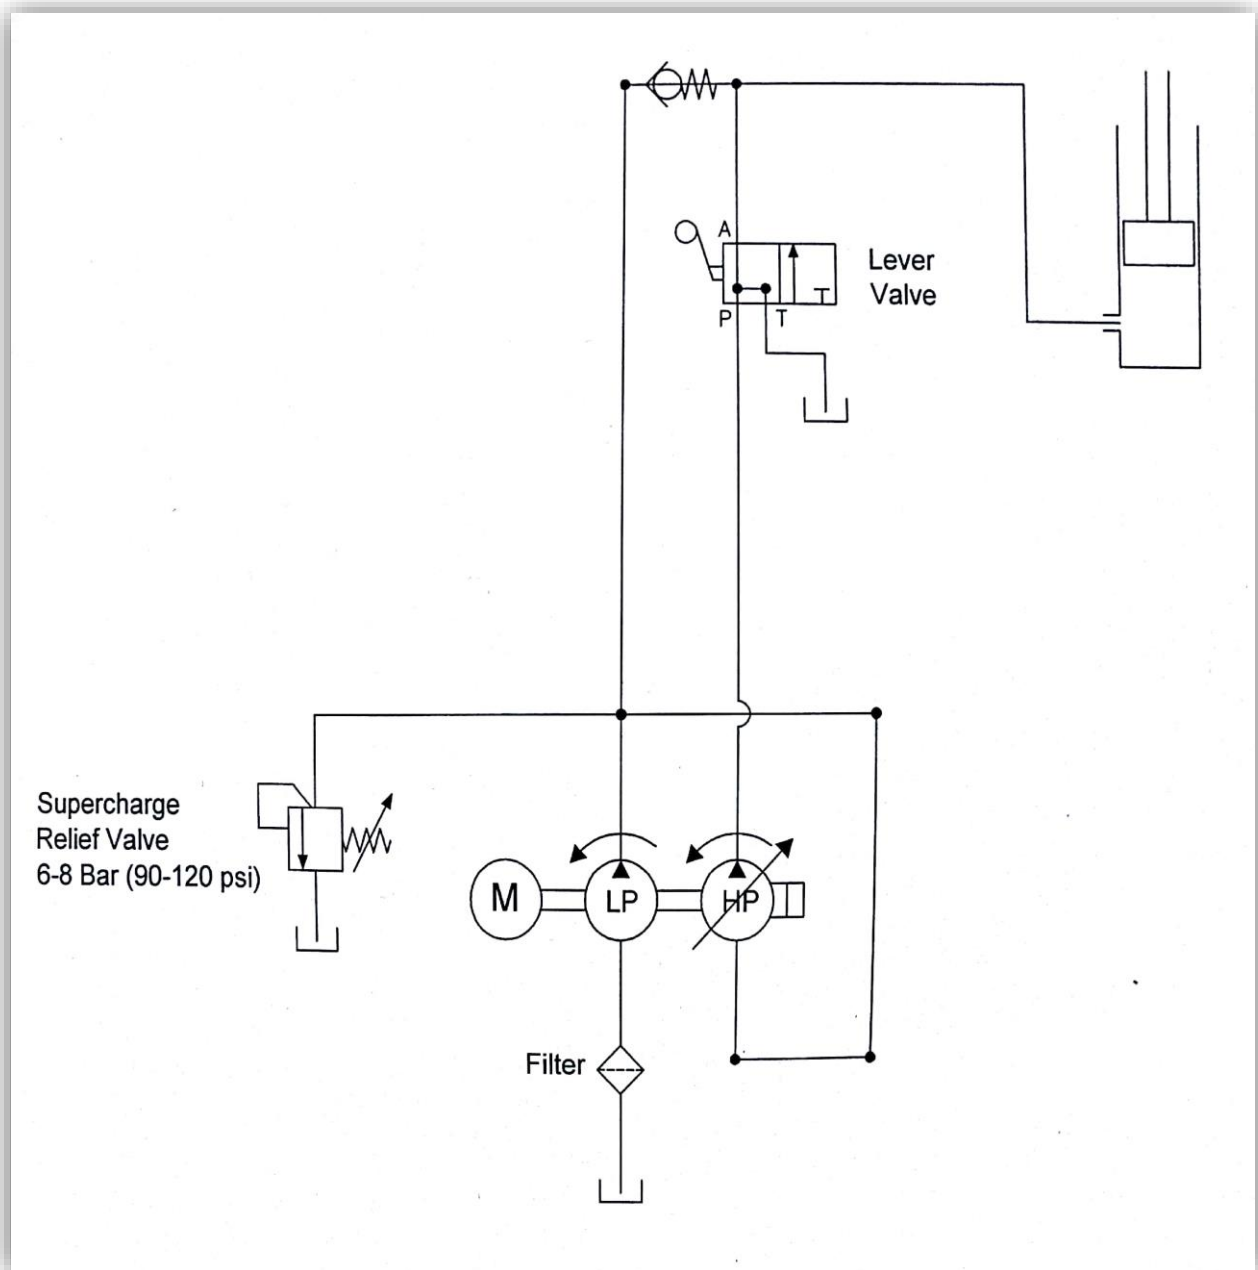 A
Lever
Valve
P
T
T
Supercharge
Relief Valve
6-8 Bar (90-120 psi)
M
LP
HP
Filter